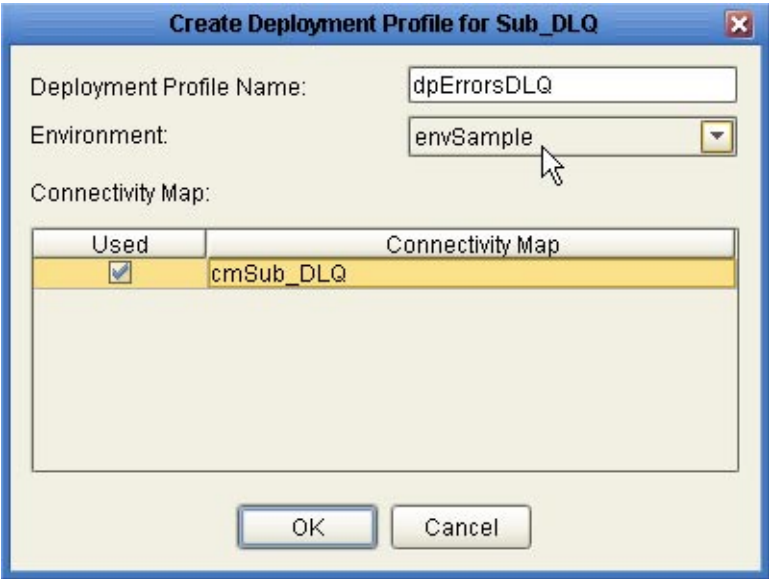 Create Deployment Profile for Sub_DLQ
Deployment Profile Name: dpErrorsDLQ
Environment: envSample
Connectivity Map:
Used Connectivity Map
cmSub_DLQ
OK Cancel